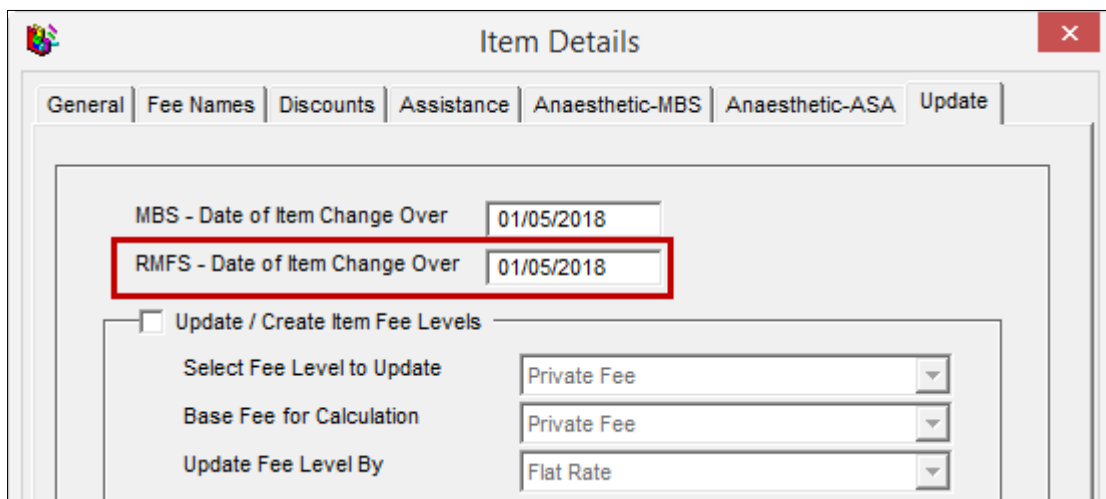 Item Details
General Fee Names Discounts Assistance Anaesthetic-MBS Anaesthetic-ASA Update
MBS - Date of Item Change Over 01/05/2018
RMFS - Date of Item Change Over 01/05/2018
Update / Create Item Fee Levels
Select Fee Level to Update Private Fee
Base Fee for Calculation Private Fee
Update Fee Level By Flat Rate